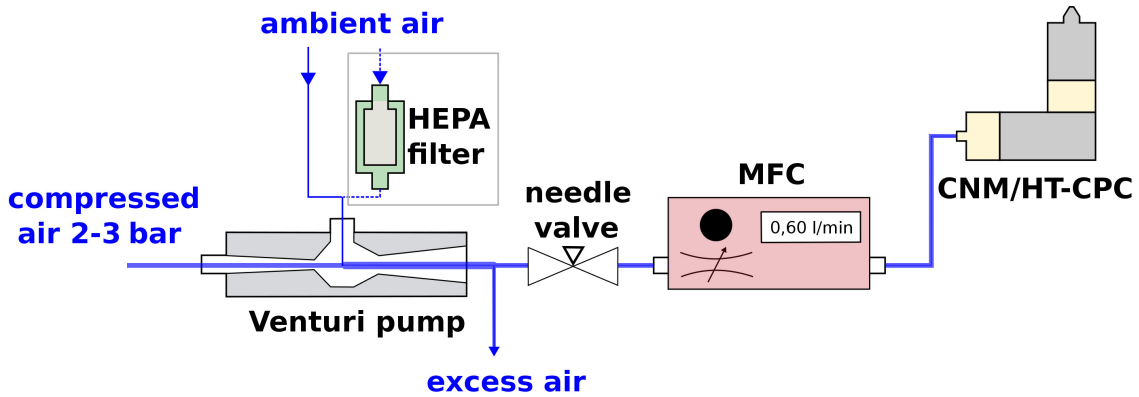 ambient air
HEPA
filter
compressed
air 2-3 bar
needle
valve
MFC
0,60 l/min
CNM/HT-CPC
Venturi pump
excess air